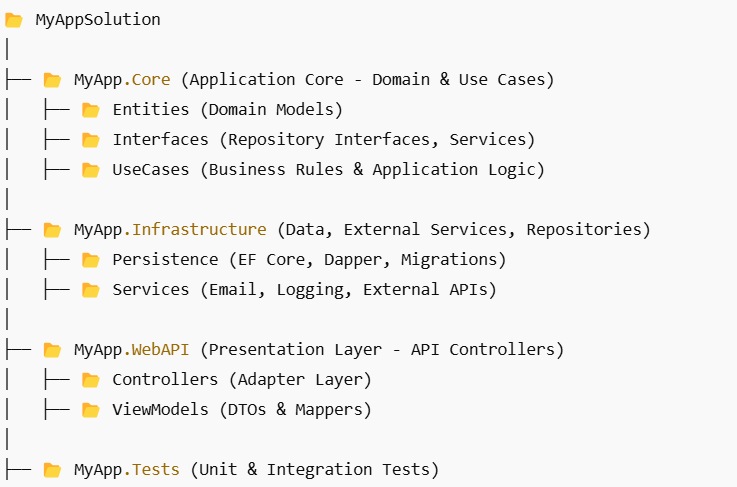 📂 MyAppSolution
│
├── 📂 MyApp.Core (Application Core - Domain & Use Cases)
│   ├── 📂 Entities (Domain Models)
│   ├── 📂 Interfaces (Repository Interfaces, Services)
│   ├── 📂 UseCases (Business Rules & Application Logic)
│
├── 📂 MyApp.Infrastructure (Data, External Services, Repositories)
│   ├── 📂 Persistence (EF Core, Dapper, Migrations)
│   ├── 📂 Services (Email, Logging, External APIs)
│
├── 📂 MyApp.WebAPI (Presentation Layer - API Controllers)
│   ├── 📂 Controllers (Adapter Layer)
│   ├── 📂 ViewModels (DTOs & Mappers)
│
├── 📂 MyApp.Tests (Unit & Integration Tests)